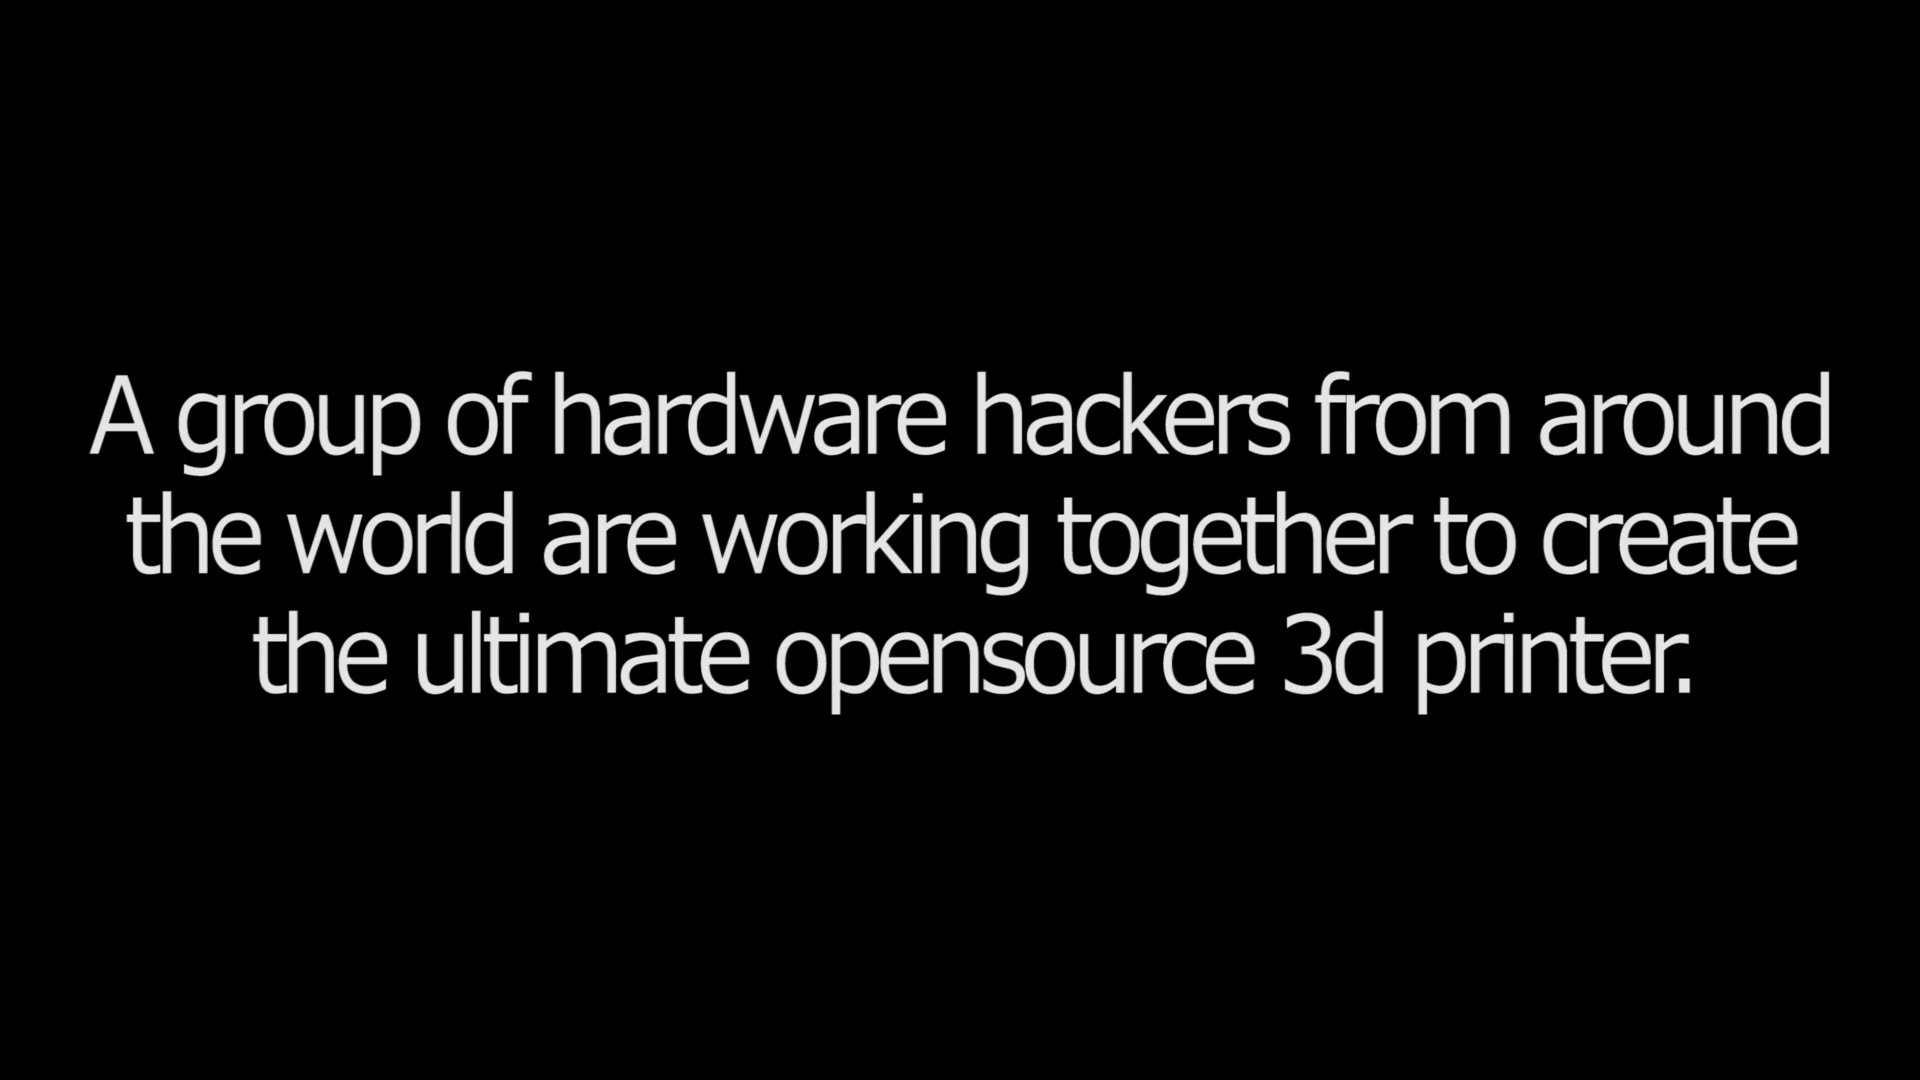 A group of hardware hackers from around
the world are working together to create
the ultimate opensource 3d printer.